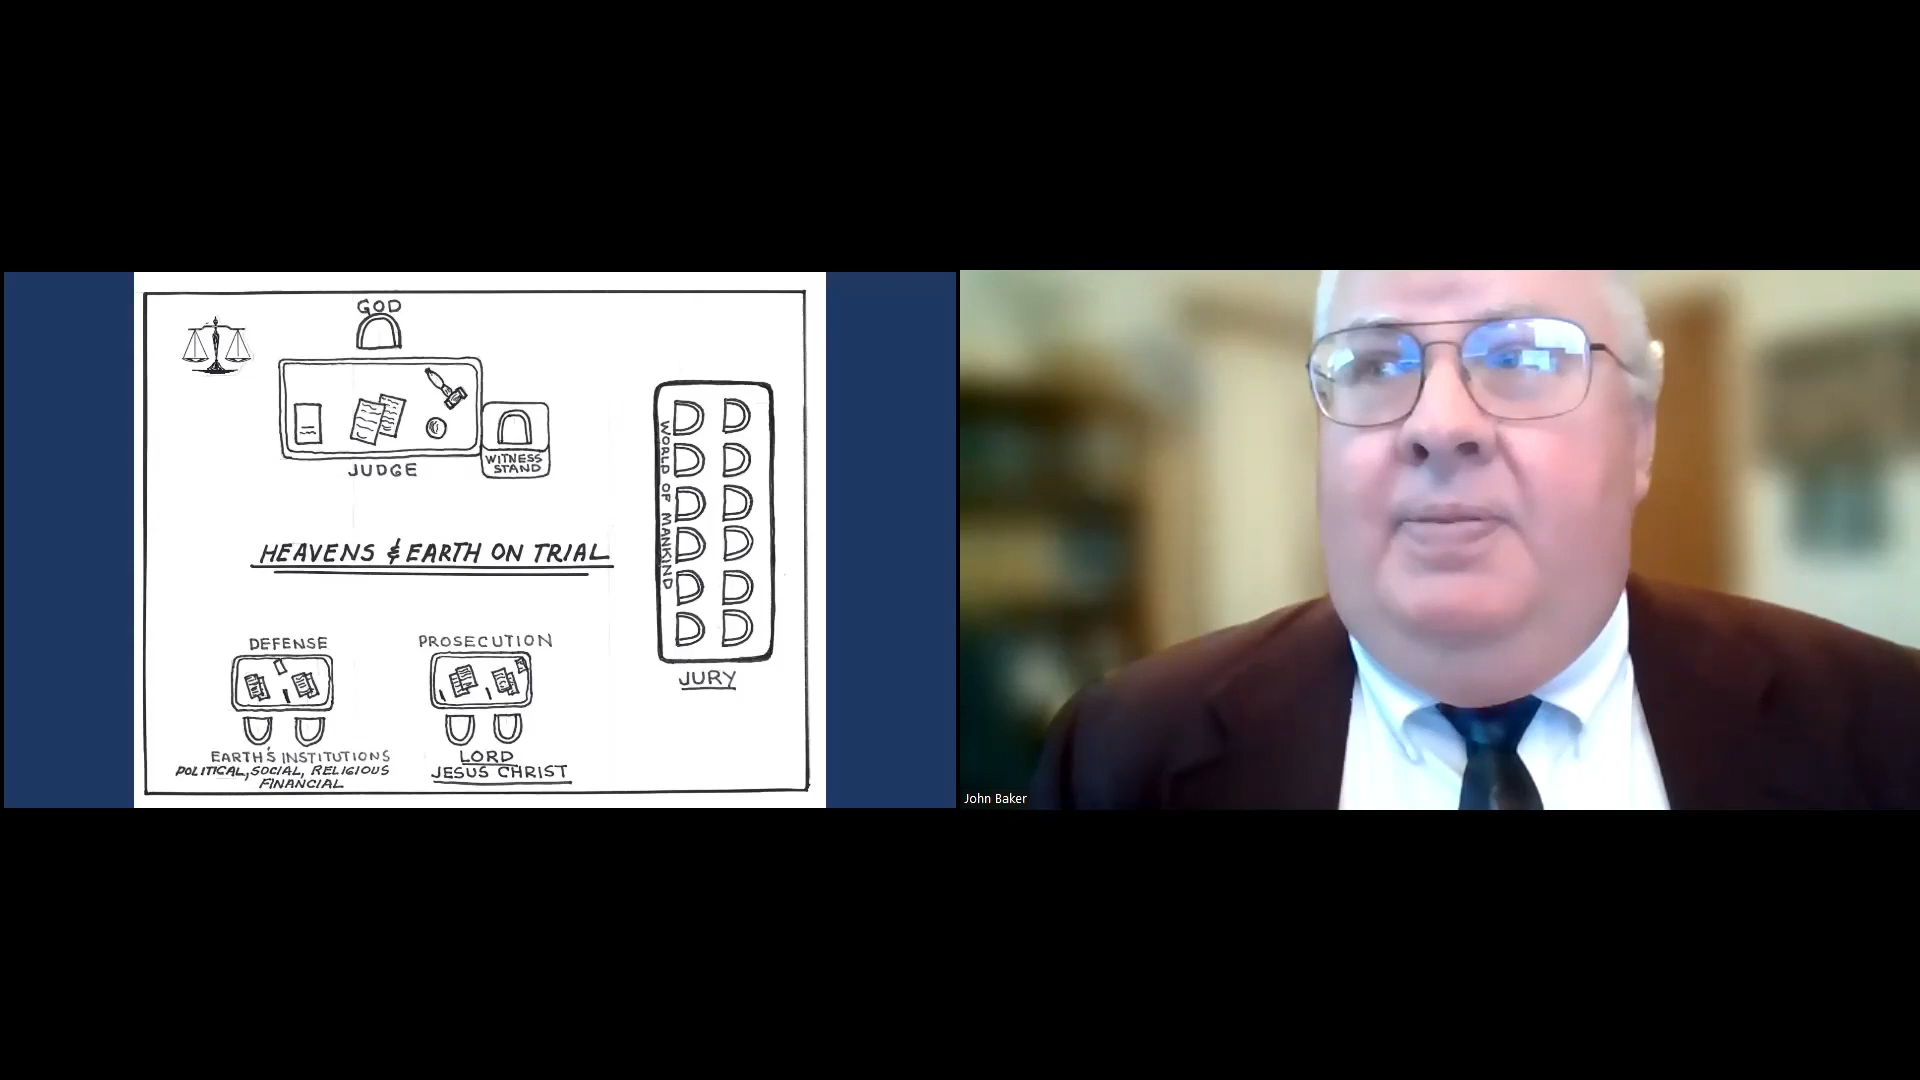 GOD
JUDGE
WITNESS
STAND
WORLD OF MANKIND
HEAVENS & EARTH ON TRIAL
DEFENSE
PROSECUTION
JURY
EARTH'S INSTITUTIONS
POLITICAL, SOCIAL, RELIGIOUS
FINANCIAL
LORD
JESUS CHRIST
John Baker